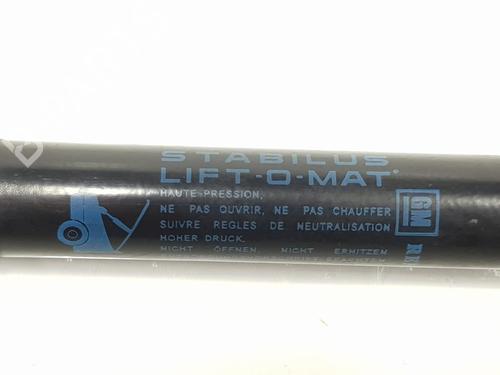 STABILUS
LIFT-O-MAT®
HAUTE-PRESSION,
NE PAS OUVRIR, NE PAS CHAUFFER
SUIVRE REGLES DE NEUTRALISATION
HOHER DRUCK.
NICHT ÖFFNEN. NICHT ERHITZEN
GM